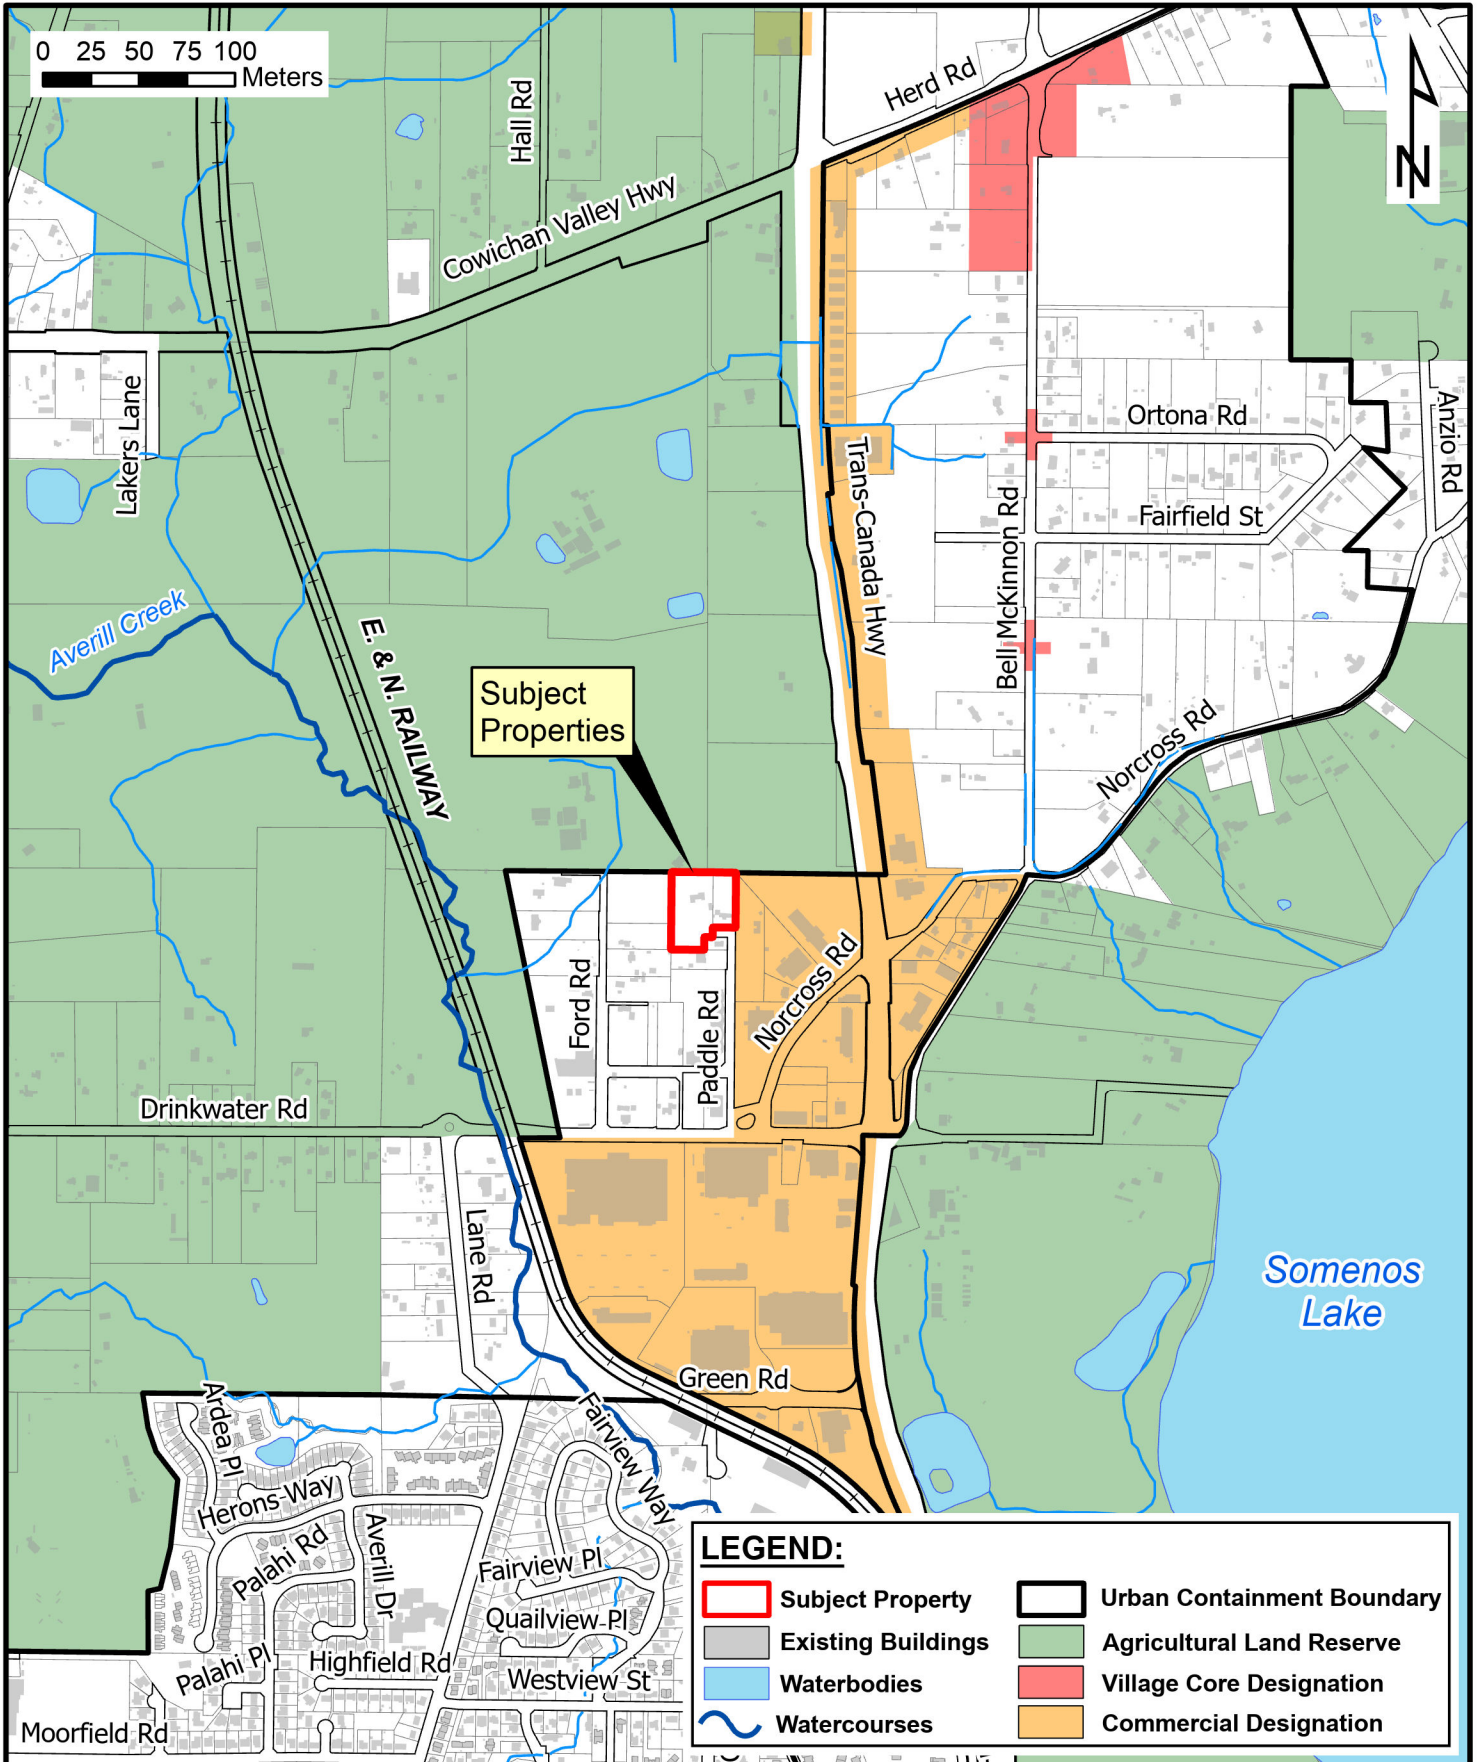 0 25 50 75 100
Meters
N
Herd Rd
Hall Rd
Cowichan Valley Hwy
Lakers Lane
Ortona Rd
Anzio Rd
Trans-Canada Hwy
Fairfield St
Bell McKinnon Rd
Averill Creek
E. & N. RAILWAY
Subject
Properties
Norcross Rd
Norcross Rd
Ford Rd
Paddle Rd
Drinkwater Rd
Lane Rd
Somenos
Lake
Green Rd
Ardea Pl
Fairview Way
Herons Way
Palahi Rd
Averill Dr
Fairview Pl
Quailview Pl
Palahi Pl
Highfield Rd
Westview St
Moorfield Rd
LEGEND:
Subject Property
Existing Buildings
Waterbodies
Watercourses
Urban Containment Boundary
Agricultural Land Reserve
Village Core Designation
Commercial Designation